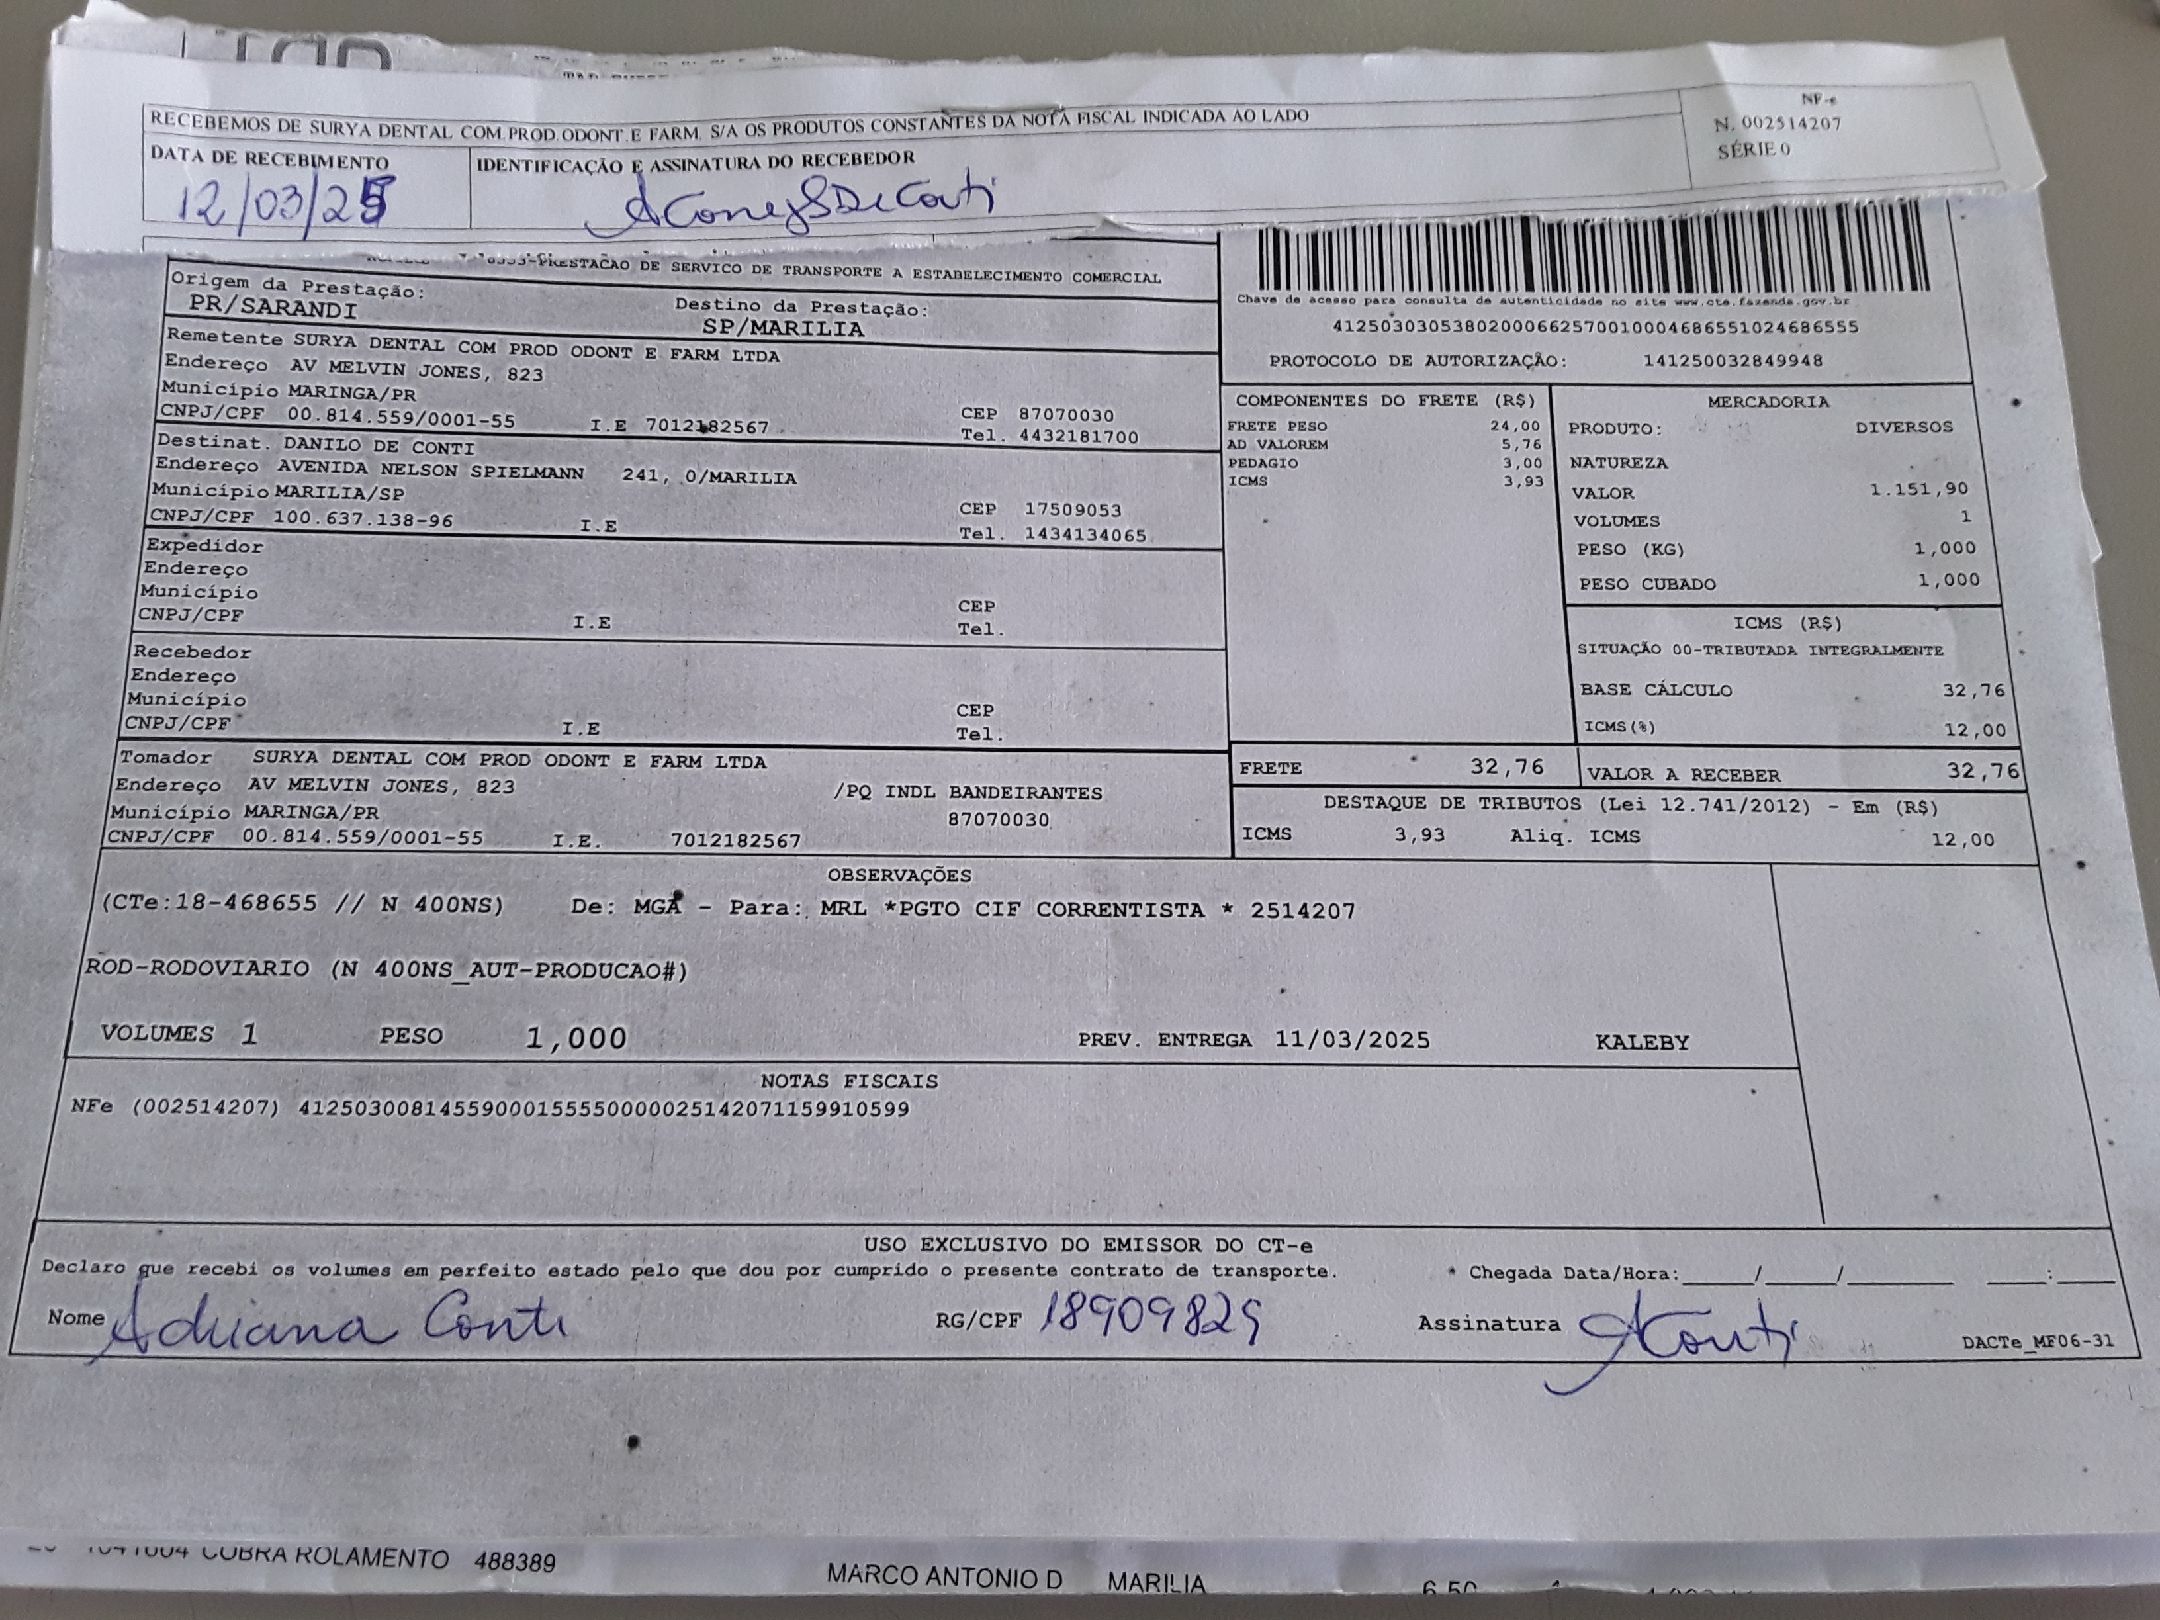 RECEBEMOS DE SURYA DENTAL COM.PROD.ODONT.E FARM. S/A OS PRODUTOS CONSTANTES DA NOTA FISCAL INDICADA AO LADO
NF-e
N. 002514207
SÉRIE 0
DATA DE RECEBIMENTO
IDENTIFICAÇÃO E ASSINATURA DO RECEBEDOR
12/03/25
PRESTACAO DE SERVICO DE TRANSPORTE A ESTABELECIMENTO COMERCIAL
Origem da Prestação:
PR/SARANDI
Destino da Prestação:
SP/MARILIA
Chave de acesso para consulta de autenticidade no site www.cte.fazenda.gov.br
41250303053802000662570010004686551024686555
PROTOCOLO DE AUTORIZAÇÃO: 141250032849948
Remetente SURYA DENTAL COM PROD ODONT E FARM LTDA
Endereço AV MELVIN JONES, 823
Município MARINGA/PR
CEP 87070030
CNPJ/CPF 00.814.559/0001-55 I.E 7012182567
Tel. 4432181700
Destinat. DANILO DE CONTI
Endereço AVENIDA NELSON SPIELMANN 241, O/MARILIA
Município MARILIA/SP
CEP 17509053
CNPJ/CPF 100.637.138-96 I.E
Tel. 1434134065
Expedidor
Endereço
Município
CEP
CNPJ/CPF I.E
Tel.
Recebedor
Endereço
Município
CEP
CNPJ/CPF I.E
Tel.
Tomador SURYA DENTAL COM PROD ODONT E FARM LTDA
Endereço AV MELVIN JONES, 823 /PQ INDL BANDEIRANTES
Município MARINGA/PR 87070030
CNPJ/CPF 00.814.559/0001-55 I.E. 7012182567
COMPONENTES DO FRETE (R$)
FRETE PESO 24,00
AD VALOREM 5,76
PEDAGIO 3,00
ICMS 3,93
MERCADORIA
PRODUTO: DIVERSOS
NATUREZA
VALOR 1.151,90
VOLUMES 1
PESO (KG) 1,000
PESO CUBADO 1,000
ICMS (R$)
SITUAÇÃO 00-TRIBUTADA INTEGRALMENTE
BASE CÁLCULO 32,76
ICMS(%) 12,00
FRETE 32,76
VALOR A RECEBER 32,76
DESTAQUE DE TRIBUTOS (Lei 12.741/2012) - Em (R$)
ICMS 3,93 Aliq. ICMS 12,00
OBSERVAÇÕES
(CTe:18-468655 // N 400NS) De: MGA - Para: MRL *PGTO CIF CORRENTISTA * 2514207
ROD-RODOVIARIO (N 400NS_AUT-PRODUCAO#)
VOLUMES 1 PESO 1,000 PREV. ENTREGA 11/03/2025 KALEBY
NOTAS FISCAIS
NFe (002514207) 41250300814559000155550000025142071159910599
USO EXCLUSIVO DO EMISSOR DO CT-e
Declaro que recebi os volumes em perfeito estado pelo que dou por cumprido o presente contrato de transporte. * Chegada Data/Hora:_____/_____/_______ ____:____
Nome Adriana Conti RG/CPF 18909829 Assinatura AConti
DACTe_MF06-31
COBRA ROLAMENTO 488389 MARCO ANTONIO D MARILIA 6,50